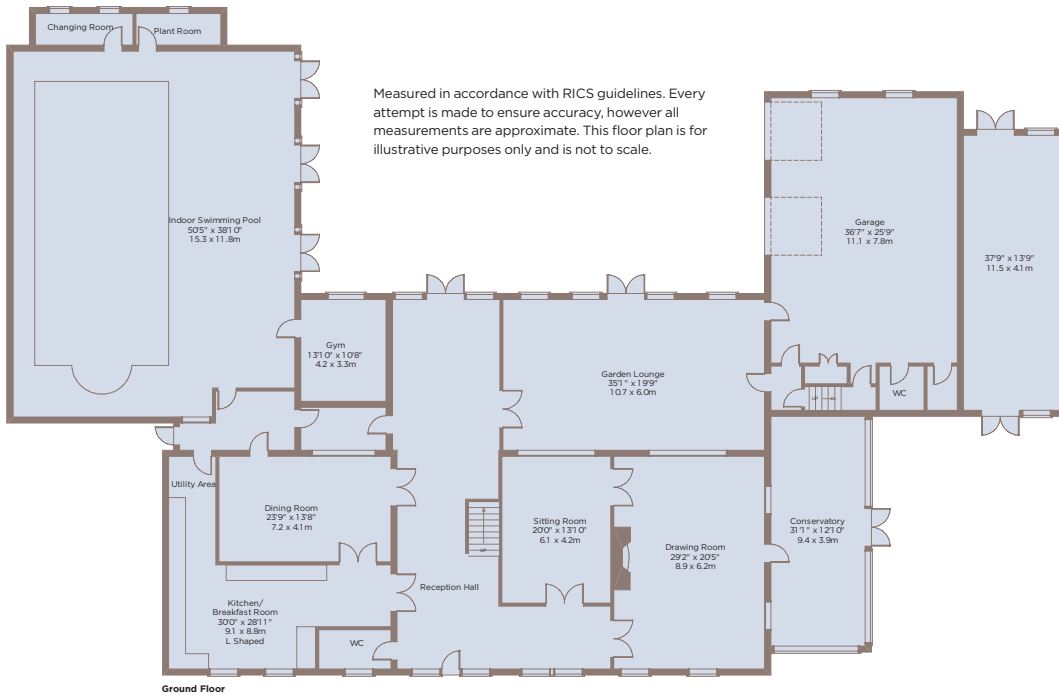 Changing Room
Plant Room
Measured in accordance with RICS guidelines. Every
attempt is made to ensure accuracy, however all
measurements are approximate. This floor plan is for
illustrative purposes only and is not to scale.
Indoor Swimming Pool
50'5" x 38'10"
15.3 x 11.8m
Garage
36'7" x 25'9"
11.1 x 7.8m
37'9" x 13'9"
11.5 x 4.1m
Gym
13'10" x 10'8"
4.2 x 3.3m
Garden Lounge
35'1" x 19'9"
10.7 x 6.0m
UP
WC
Utility Area
Dining Room
23'9" x 13'8"
7.2 x 4.1m
Sitting Room
20'0" x 13'10"
6.1 x 4.2m
Drawing Room
29'2" x 20'5"
8.9 x 6.2m
Conservatory
31'1" x 12'10"
9.4 x 3.9m
UP
Reception Hall
Kitchen/
Breakfast Room
30'0" x 28'11"
9.1 x 8.8m
L Shaped
WC
Ground Floor